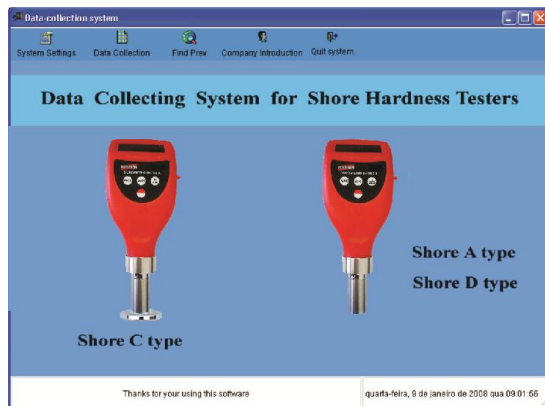 Data-collection system
System Settings Data Collection Find Prev Company Introduction Quit system
Data Collecting System for Shore Hardness Testers
Shore A type
Shore D type
Shore C type
Thanks for your using this software
quarta-feira, 9 de janeiro de 2008 qua 09:01:56